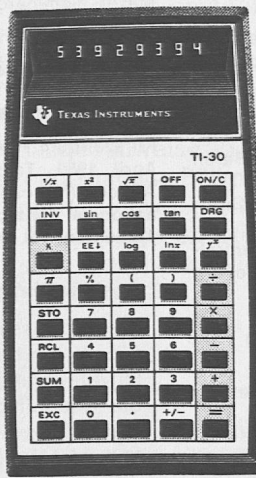 53929394
TEXAS INSTRUMENTS
TI-30
1/x x² √x OFF ON/C
INV sin cos tan DRG
K EE↓ log lnx yˣ
π % ( ) ÷
STO 7 8 9 ×
RCL 4 5 6 −
SUM 1 2 3 +
EXC 0 · +/− =